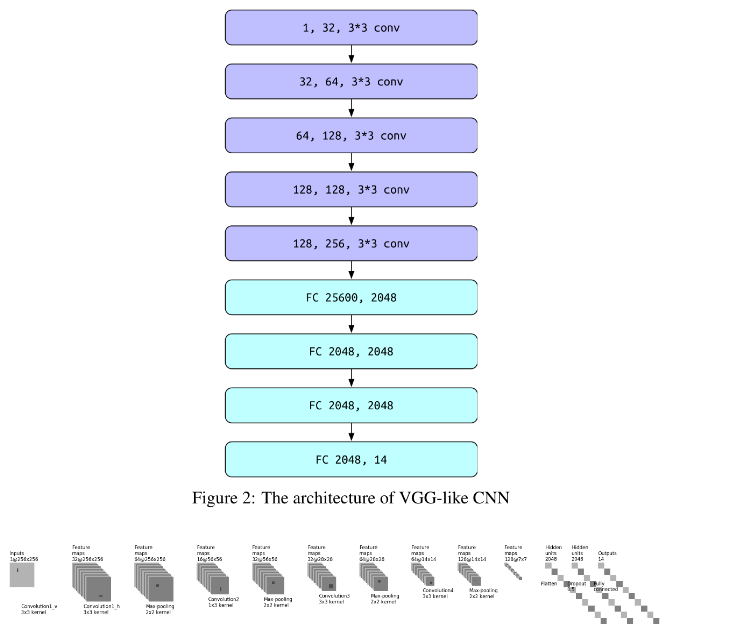 1, 32, 3*3 conv
32, 64, 3*3 conv
64, 128, 3*3 conv
128, 128, 3*3 conv
128, 256, 3*3 conv
FC 25600, 2048
FC 2048, 2048
FC 2048, 2048
FC 2048, 14
Figure 2: The architecture of VGG-like CNN
Inputs
1@256x256
Feature
maps
32@256x256
Feature
maps
64@256x256
Feature
maps
16@56x56
Feature
maps
32@56x56
Feature
maps
32@28x28
Feature
maps
64@28x28
Feature
maps
64@14x14
Feature
maps
128@14x14
Feature
maps
128@7x7
Hidden
units
2048
Hidden
units
2048
Outputs
14
Convolution1_v
3x3 kernel
Convolution1_h
3x3 kernel
Max-pooling
2x2 kernel
Convolution2
3x3 kernel
Max-pooling
2x2 kernel
Convolution3
3x3 kernel
Max-pooling
2x2 kernel
Convolution4
3x3 kernel
Max-pooling
2x2 kernel
Flatten
Dropout
Fully
connected